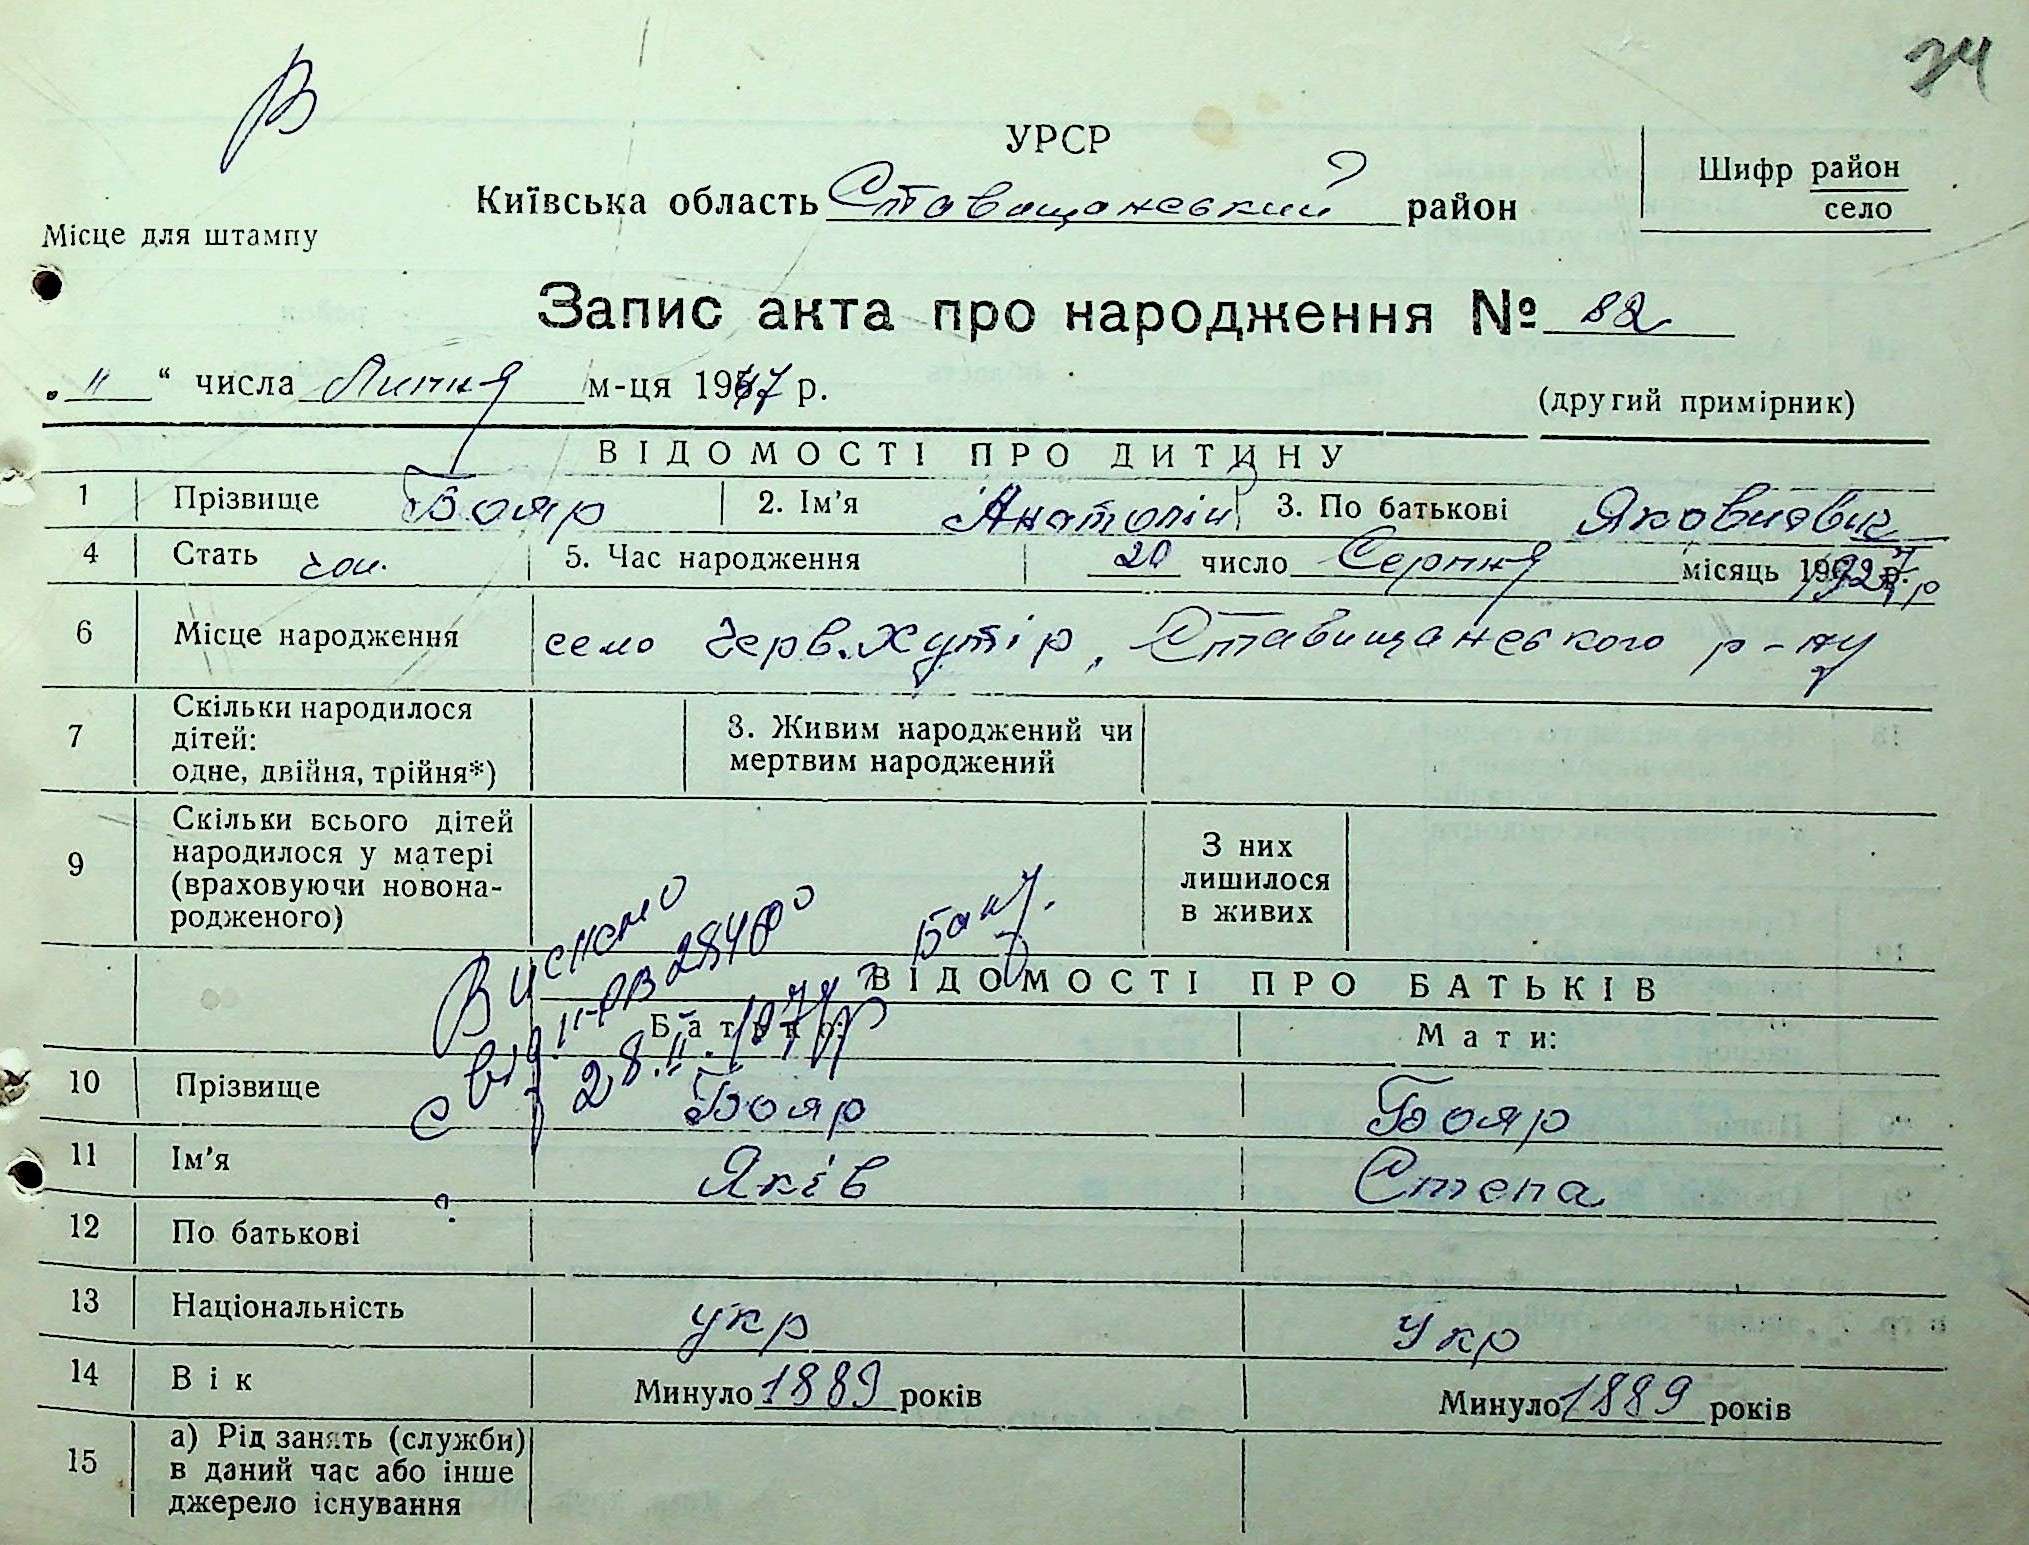 24
УРСР
Київська область Ставищанський район
Шифр район
село
Місце для штампу
Запис акта про народження № 82
„ 11 “ числа Липня м-ця 1947 р.
(другий примірник)
ВІДОМОСТІ ПРО ДИТИНУ
1 Прізвище Бояр 2. Ім’я Анатолій 3. По батькові Яковлевич
4 Стать чол. 5. Час народження 20 число Серпня місяць 1927 р
6 Місце народження село Черв. Хутір, Ставищанського р-ну
7 Скільки народилося дітей: одне, двійня, трійня*) 3. Живим народжений чи мертвим народжений
9 Скільки всього дітей народилося у матері (враховуючи новонародженого) З них лишилося в живих
ВІДОМОСТІ ПРО БАТЬКІВ
Батько: Мати:
28.II.1974р
10 Прізвище Бояр Бояр
11 Ім’я Яків Степа
12 По батькові
13 Національність укр укр
14 Вік Минуло 1889 років Минуло 1889 років
15 а) Рід занять (служби) в даний час або інше джерело існування